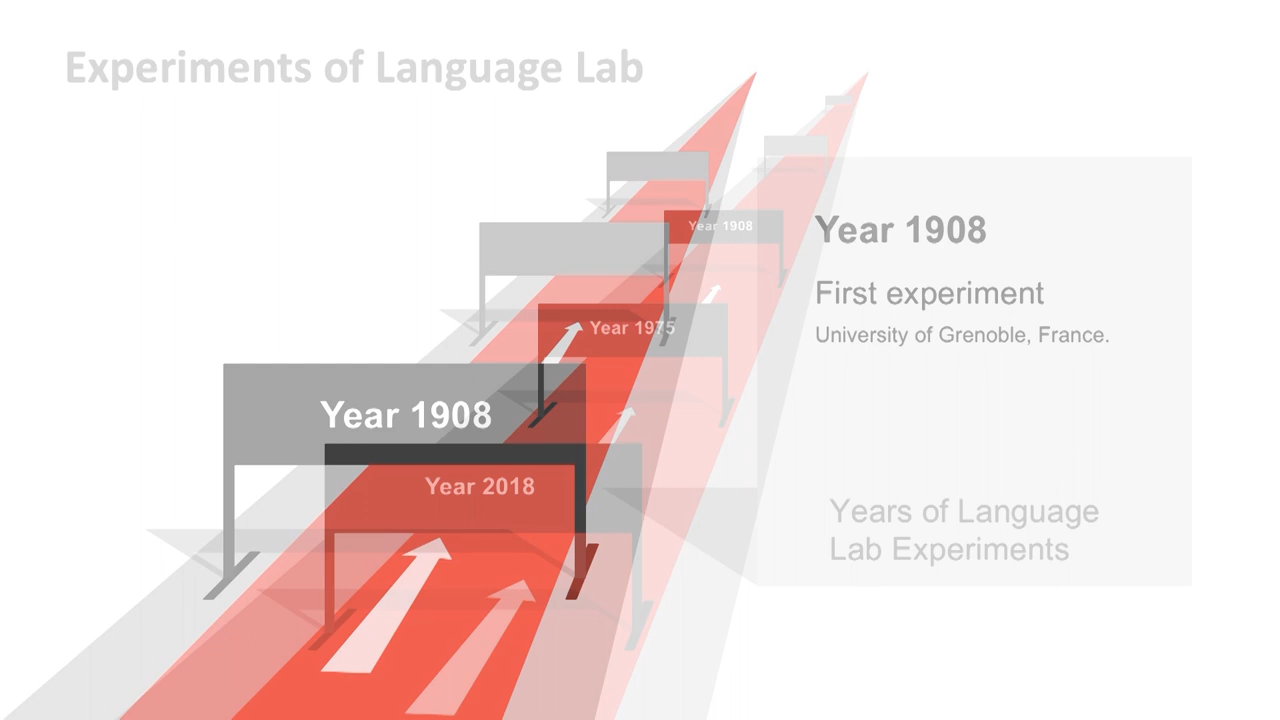 Experiments of Language Lab
Year 1908
Year 1908
First experiment
University of Grenoble, France.
Year 1975
Year 1908
Year 2018
Years of Language
Lab Experiments